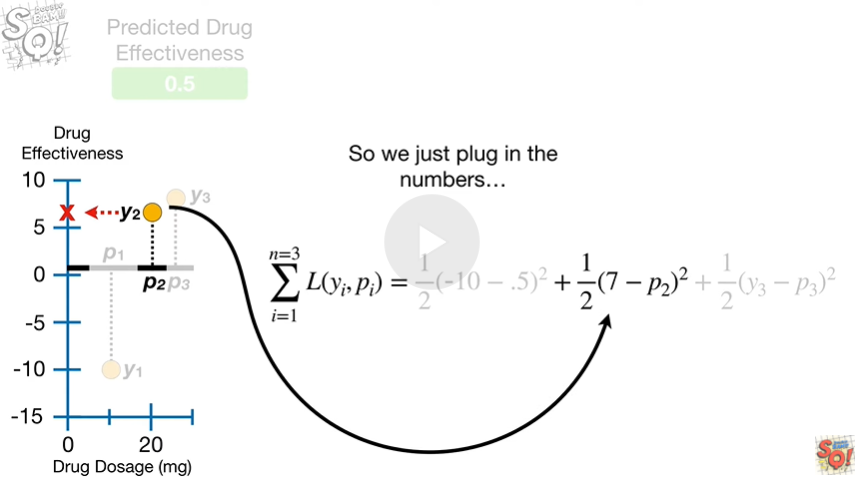 Predicted Drug
Effectiveness
0.5
Drug
Effectiveness
So we just plug in the
numbers…
10
5
0
-5
-10
-15
0
20
Drug Dosage (mg)
X
y₂
y₃
p₁
p₂
p₃
y₁
n=3
∑ L(yᵢ, pᵢ) = 1/2(-10 − .5)² + 1/2(7 − p₂)² + 1/2(y₃ − p₃)²
i=1
SQ!